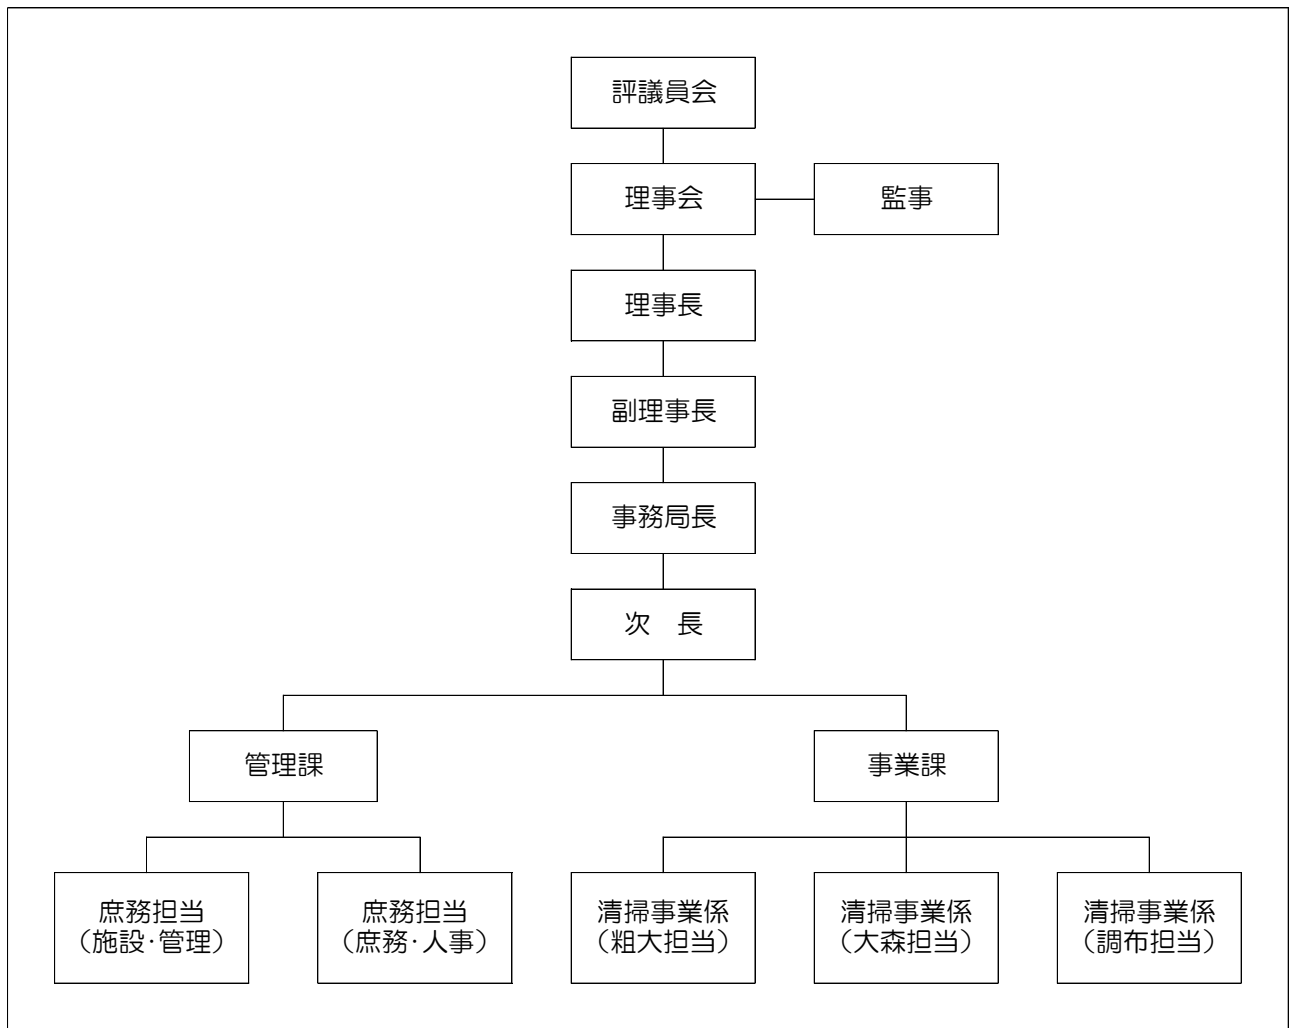 評議員会
理事会
監事
理事長
副理事長
事務局長
次　長
管理課
事業課
庶務担当
（施設・管理）
庶務担当
（庶務・人事）
清掃事業係
（粗大担当）
清掃事業係
（大森担当）
清掃事業係
（調布担当）